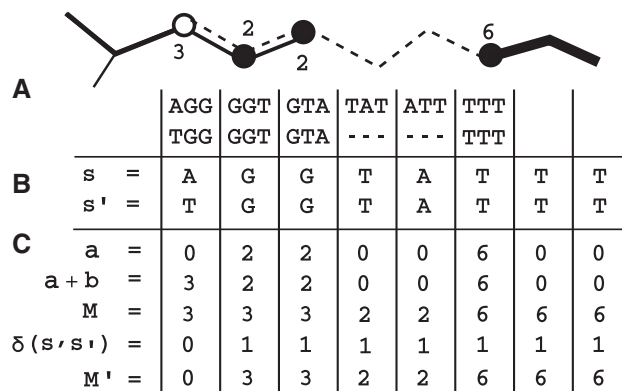 2 6
3 2
A
AGG GGT GTA TAT ATT TTT
TGG GGT GTA --- --- TTT
B
s = A G G T A T T T
s' = T G G T A T T T
C
a = 0 2 2 0 0 6 0 0
a+b = 3 2 2 0 0 6 0 0
M = 3 3 3 2 2 6 6 6
δ(s,s') = 0 1 1 1 1 1 1 1
M' = 0 3 3 2 2 6 6 6